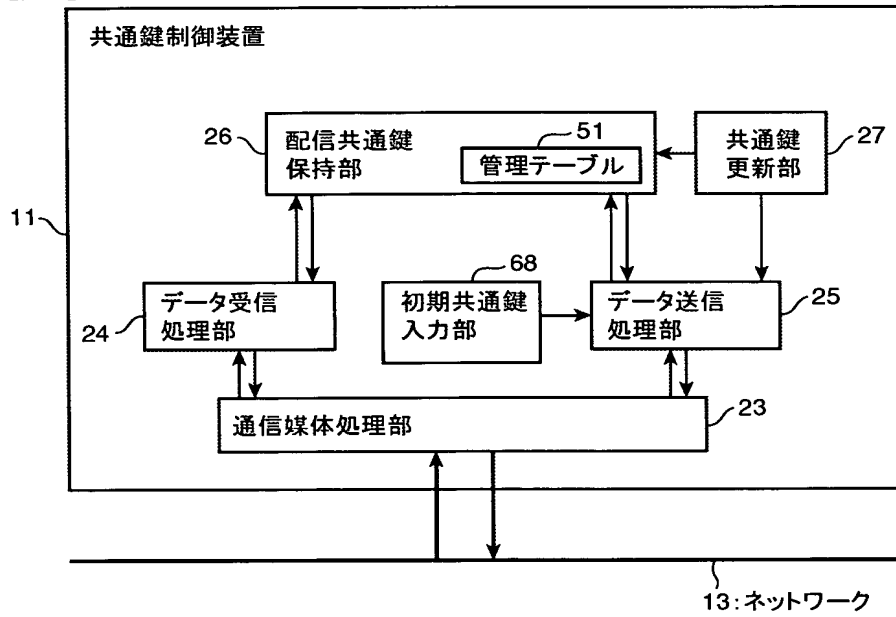 共通鍵制御装置
26
配信共通鍵
保持部
51
管理テーブル
共通鍵
更新部
27
11
24
データ受信
処理部
68
初期共通鍵
入力部
データ送信
処理部
25
通信媒体処理部
23
13:ネットワーク